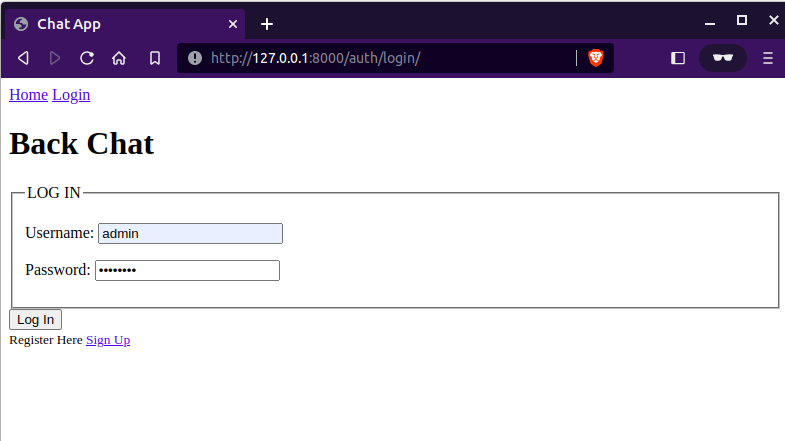 Chat App
http://127.0.0.1:8000/auth/login/
Home Login
Back Chat
LOG IN
Username: admin
Password: ••••••••
Log In
Register Here Sign Up